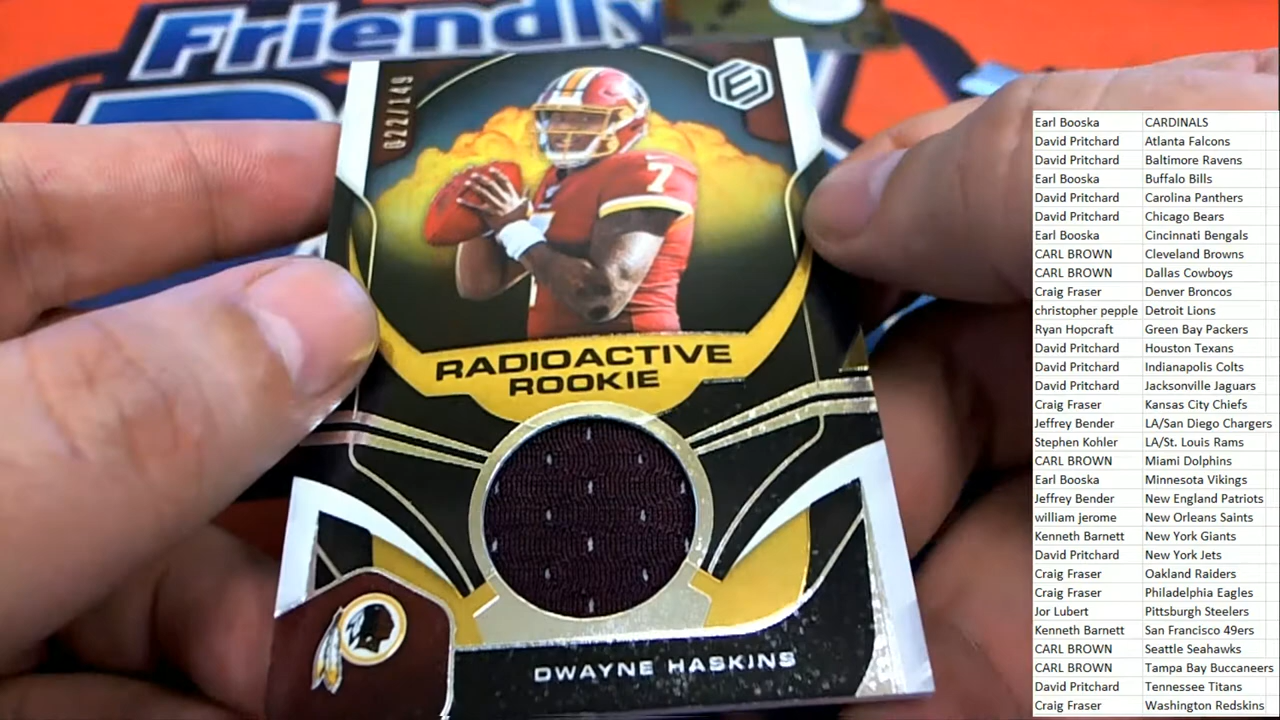 Friendly
022/149
7
RADIOACTIVE
ROOKIE
DWAYNE HASKINS
Earl Booska CARDINALS
David Pritchard Atlanta Falcons
David Pritchard Baltimore Ravens
Earl Booska Buffalo Bills
David Pritchard Carolina Panthers
David Pritchard Chicago Bears
Earl Booska Cincinnati Bengals
CARL BROWN Cleveland Browns
CARL BROWN Dallas Cowboys
Craig Fraser Denver Broncos
christopher pepple Detroit Lions
Ryan Hopcraft Green Bay Packers
David Pritchard Houston Texans
David Pritchard Indianapolis Colts
David Pritchard Jacksonville Jaguars
Craig Fraser Kansas City Chiefs
Jeffrey Bender LA/San Diego Chargers
Stephen Kohler LA/St. Louis Rams
CARL BROWN Miami Dolphins
Earl Booska Minnesota Vikings
Jeffrey Bender New England Patriots
william jerome New Orleans Saints
Kenneth Barnett New York Giants
David Pritchard New York Jets
Craig Fraser Oakland Raiders
Craig Fraser Philadelphia Eagles
Jor Lubert Pittsburgh Steelers
Kenneth Barnett San Francisco 49ers
CARL BROWN Seattle Seahawks
CARL BROWN Tampa Bay Buccaneers
David Pritchard Tennessee Titans
Craig Fraser Washington Redskins